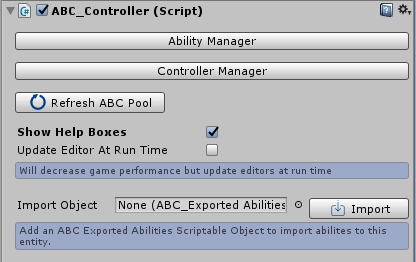 ABC_Controller (Script)
Ability Manager
Controller Manager
Refresh ABC Pool
Show Help Boxes
Update Editor At Run Time
Will decrease game performance but update editors at run time
Import Object None (ABC_Exported Abilities Import
Add an ABC Exported Abilities Scriptable Object to import abilites to this
entity.